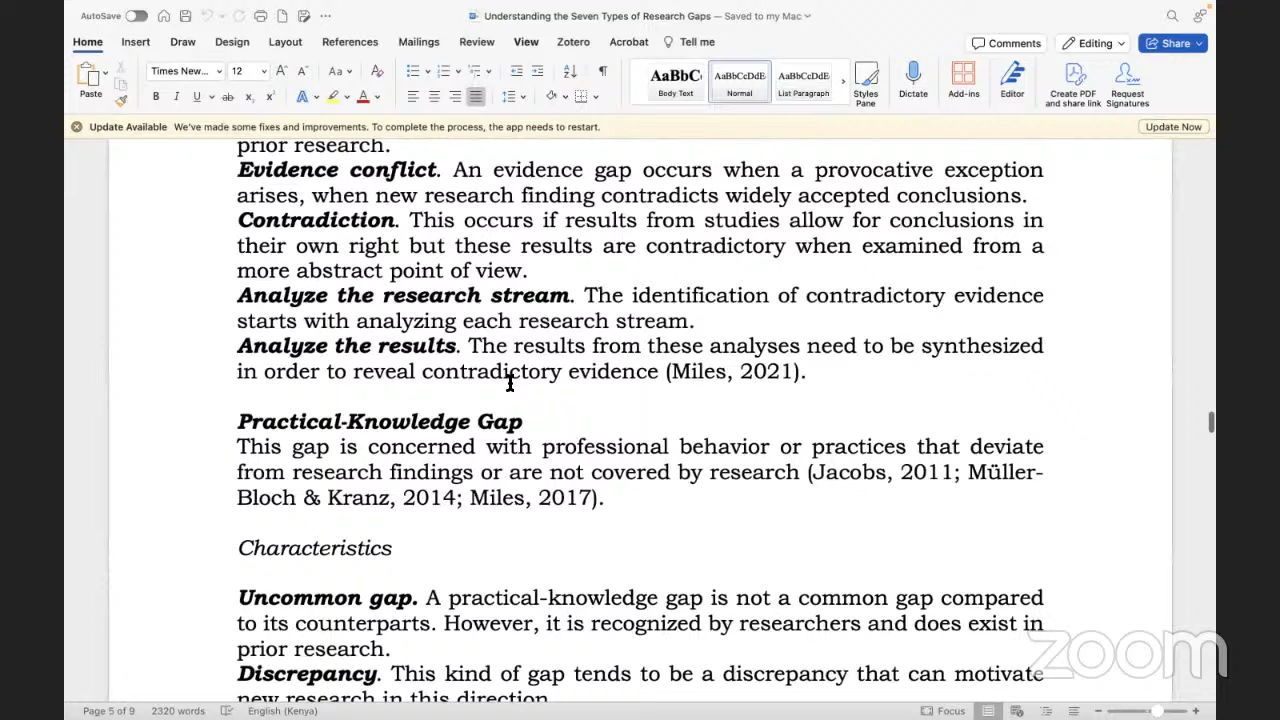 AutoSave
Understanding the Seven Types of Research Gaps — Saved to my Mac
Home Insert Draw Design Layout References Mailings Review View Zotero Acrobat Tell me
Comments Editing Share
Paste
Times New... 12
AaBbC AaBbCcDdE AaBbCcDdE
Body Text Normal List Paragraph
Styles Pane
Dictate
Add-ins
Editor
Create PDF and share link
Request Signatures
Update Available We've made some fixes and improvements. To complete the process, the app needs to restart. Update Now
prior research.
Evidence conflict. An evidence gap occurs when a provocative exception
arises, when new research finding contradicts widely accepted conclusions.
Contradiction. This occurs if results from studies allow for conclusions in
their own right but these results are contradictory when examined from a
more abstract point of view.
Analyze the research stream. The identification of contradictory evidence
starts with analyzing each research stream.
Analyze the results. The results from these analyses need to be synthesized
in order to reveal contradictory evidence (Miles, 2021).
Practical-Knowledge Gap
This gap is concerned with professional behavior or practices that deviate
from research findings or are not covered by research (Jacobs, 2011; Müller-
Bloch & Kranz, 2014; Miles, 2017).
Characteristics
Uncommon gap. A practical-knowledge gap is not a common gap compared
to its counterparts. However, it is recognized by researchers and does exist in
prior research.
Discrepancy. This kind of gap tends to be a discrepancy that can motivate
new research in this direction.
zoom
Page 5 of 9 2320 words English (Kenya) Focus